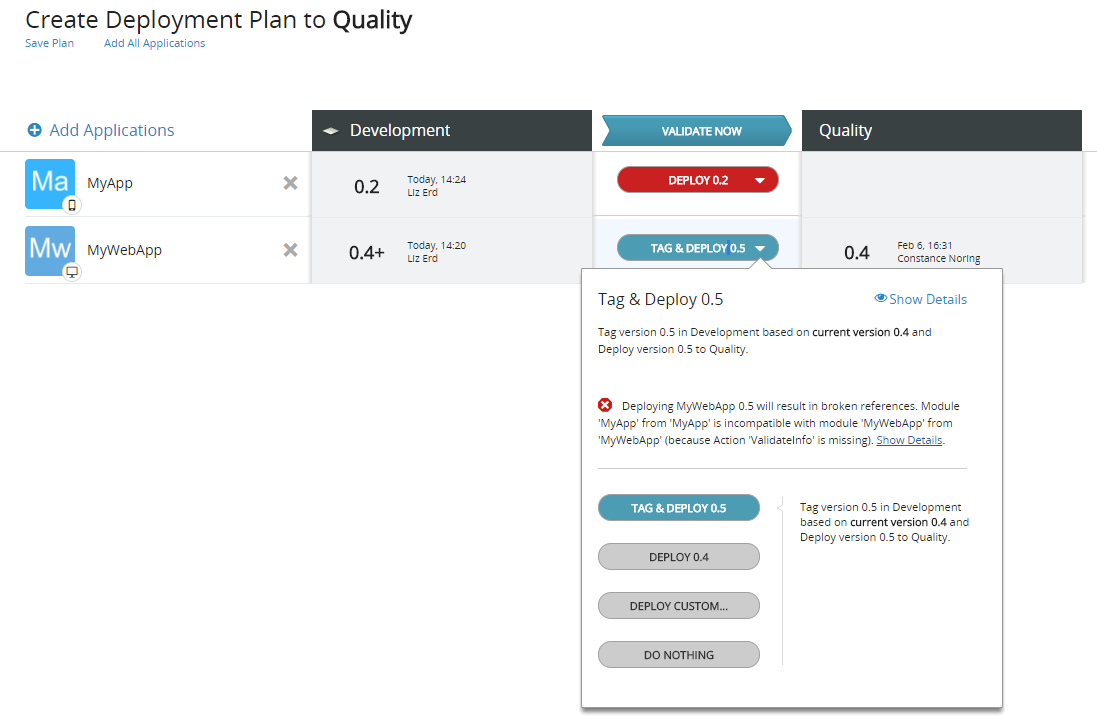 Create Deployment Plan to Quality
Save Plan Add All Applications
Add Applications Development VALIDATE NOW Quality
Ma MyApp 0.2 Today, 14:24 DEPLOY 0.2
Liz Erd
Mw MyWebApp 0.4+ Today, 14:20 TAG & DEPLOY 0.5 0.4 Feb 6, 16:31
Liz Erd Constance Noring
Tag & Deploy 0.5 Show Details
Tag version 0.5 in Development based on current version 0.4 and
Deploy version 0.5 to Quality.
Deploying MyWebApp 0.5 will result in broken references. Module
'MyApp' from 'MyApp' is incompatible with module 'MyWebApp' from
'MyWebApp' (because Action 'ValidateInfo' is missing). Show Details.
TAG & DEPLOY 0.5
DEPLOY 0.4
DEPLOY CUSTOM...
DO NOTHING
Tag version 0.5 in Development
based on current version 0.4 and
Deploy version 0.5 to Quality.